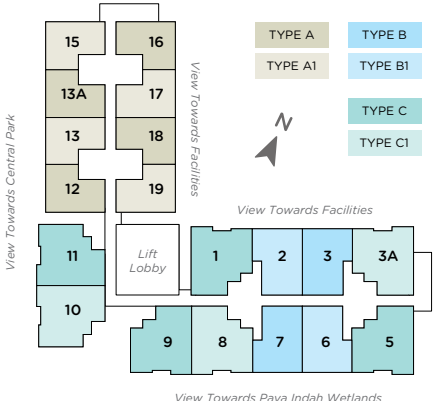 15
16
13A
17
13
18
12
19
TYPE A
TYPE B
TYPE A1
TYPE B1
TYPE C
TYPE C1
N
View Towards Central Park
View Towards Facilities
View Towards Facilities
11
10
Lift
Lobby
1
2
3
3A
9
8
7
6
5
View Towards Paya Indah Wetlands